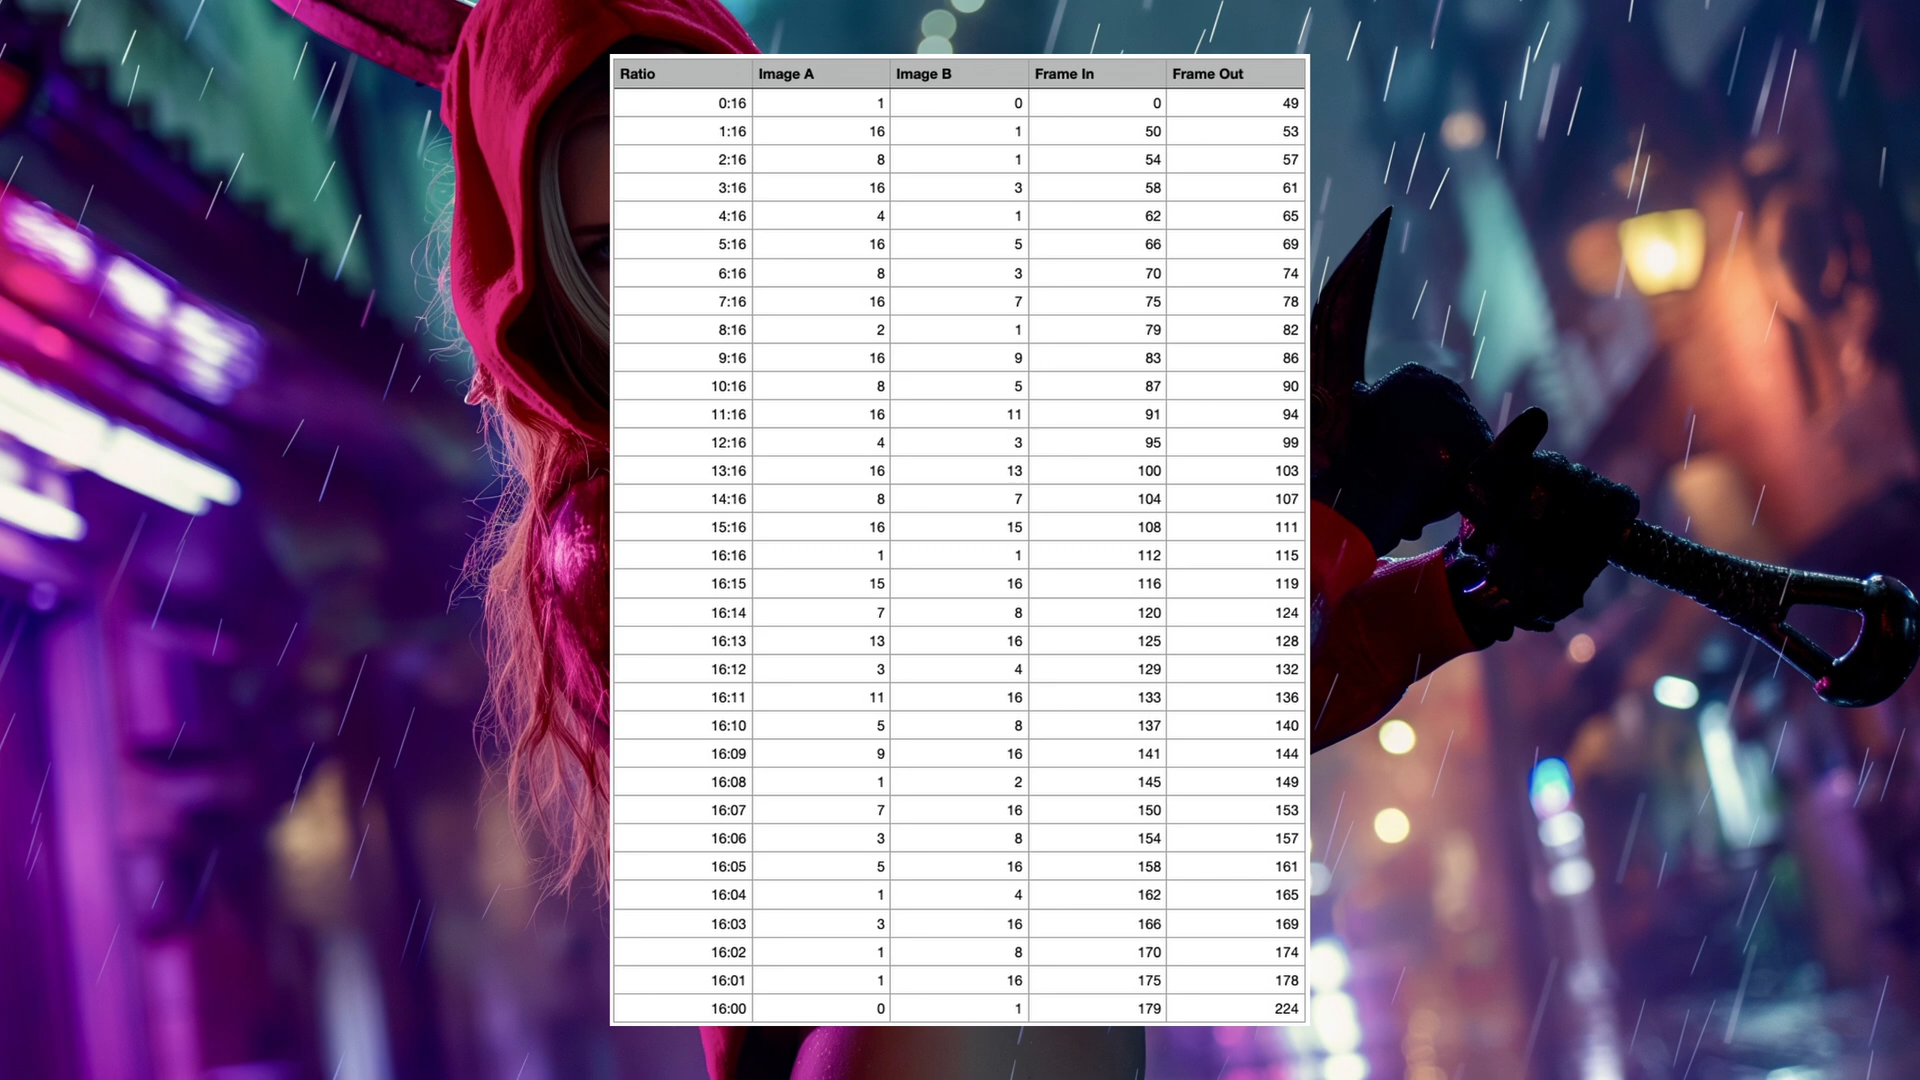 Ratio Image A Image B Frame In Frame Out
0:16 1 0 0 49
1:16 16 1 50 53
2:16 8 1 54 57
3:16 16 3 58 61
4:16 4 1 62 65
5:16 16 5 66 69
6:16 8 3 70 74
7:16 16 7 75 78
8:16 2 1 79 82
9:16 16 9 83 86
10:16 8 5 87 90
11:16 16 11 91 94
12:16 4 3 95 99
13:16 16 13 100 103
14:16 8 7 104 107
15:16 16 15 108 111
16:16 1 1 112 115
16:15 15 16 116 119
16:14 7 8 120 124
16:13 13 16 125 128
16:12 3 4 129 132
16:11 11 16 133 136
16:10 5 8 137 140
16:09 9 16 141 144
16:08 1 2 145 149
16:07 7 16 150 153
16:06 3 8 154 157
16:05 5 16 158 161
16:04 1 4 162 165
16:03 3 16 166 169
16:02 1 8 170 174
16:01 1 16 175 178
16:00 0 1 179 224